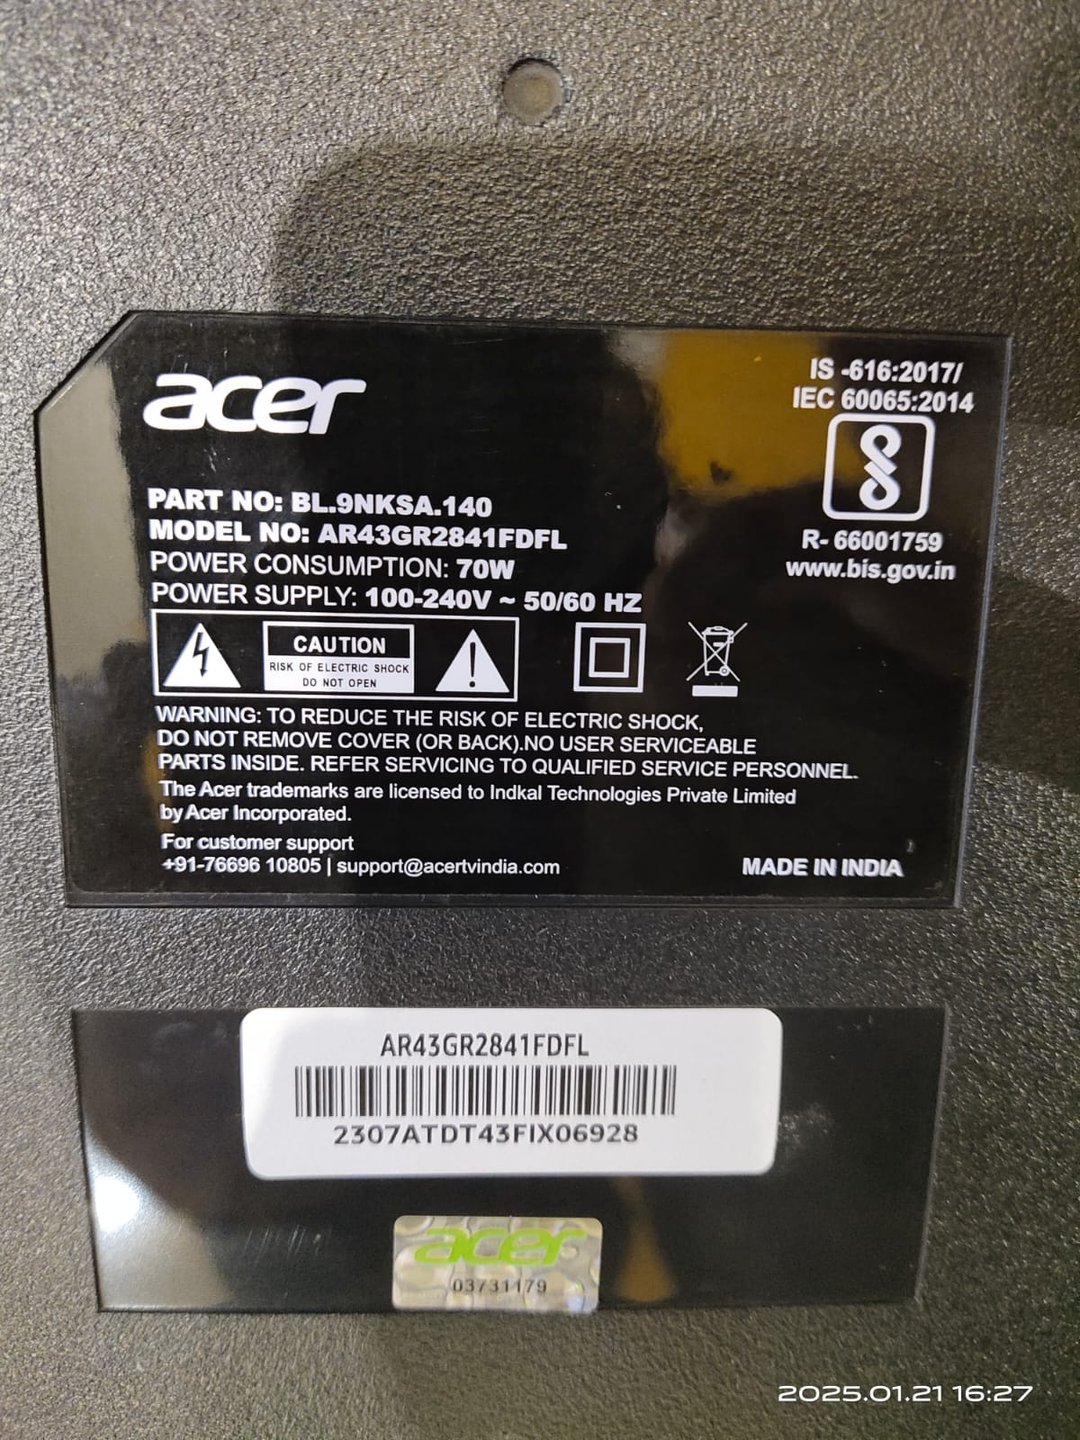 acer
IS -616:2017/
IEC 60065:2014
R- 66001759
www.bis.gov.in
PART NO: BL.9NKSA.140
MODEL NO: AR43GR2841FDFL
POWER CONSUMPTION: 70W
POWER SUPPLY: 100-240V ~ 50/60 HZ
CAUTION
RISK OF ELECTRIC SHOCK
DO NOT OPEN
WARNING: TO REDUCE THE RISK OF ELECTRIC SHOCK,
DO NOT REMOVE COVER (OR BACK).NO USER SERVICEABLE
PARTS INSIDE. REFER SERVICING TO QUALIFIED SERVICE PERSONNEL.
The Acer trademarks are licensed to Indkal Technologies Private Limited
by Acer Incorporated.
For customer support
+91-76696 10805 | support@acertvindia.com
MADE IN INDIA
AR43GR2841FDFL
2307ATDT43FIX06928
acer
03731179
2025.01.21 16:27